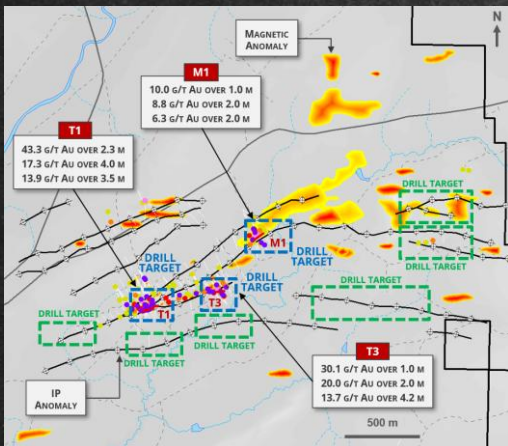 N
MAGNETIC
ANOMALY
M1
10.0 G/T AU OVER 1.0 M
8.8 G/T AU OVER 2.0 M
6.3 G/T AU OVER 2.0 M
T1
43.3 G/T AU OVER 2.3 M
17.3 G/T AU OVER 4.0 M
13.9 G/T AU OVER 3.5 M
DRILL TARGET
DRILL TARGET
M1
DRILL
TARGET
DRILL
TARGET
DRILL
TARGET
T1
T3
DRILL TARGET
DRILL TARGET
DRILL TARGET
DRILL TARGET
IP
ANOMALY
T3
30.1 G/T AU OVER 1.0 M
20.0 G/T AU OVER 2.0 M
13.7 G/T AU OVER 4.2 M
500 m